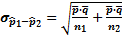 σ_{p̂₁−p̂₂} = √(p̅·q̅/n₁ + p̅·q̅/n₂)